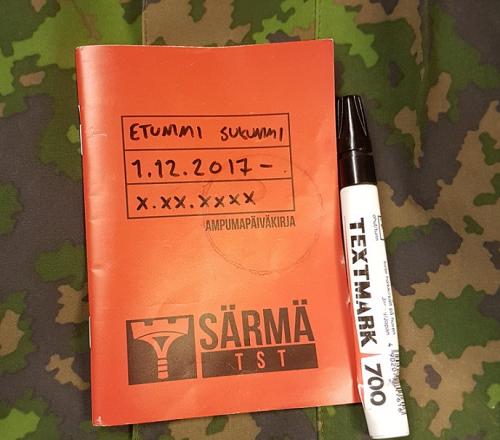 ETUMMI SUKUMMI
1.12.2017-
X.XX.XXXX
AMPUMAPÄIVÄKIRJA
SÄRMÄ
TST
TEXTMARK 700